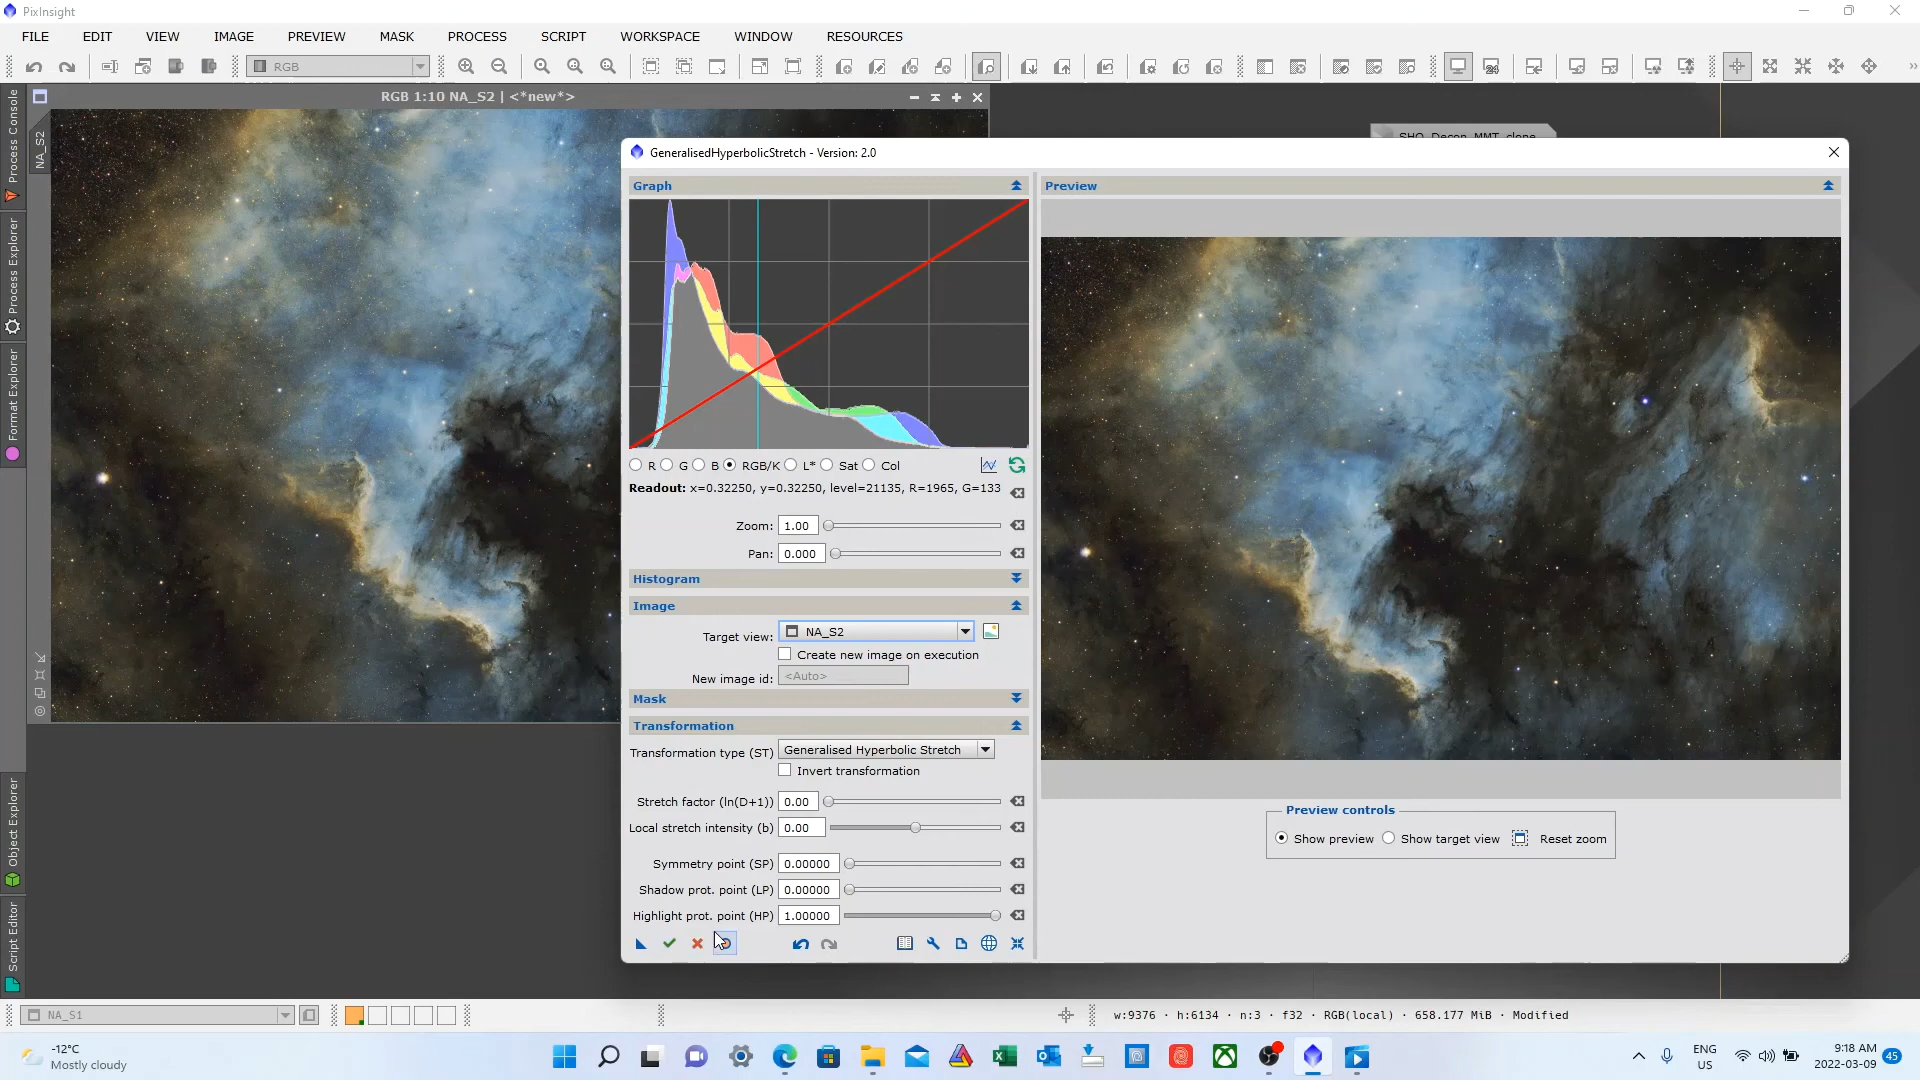 PixInsight
FILE EDIT VIEW IMAGE PREVIEW MASK PROCESS SCRIPT WORKSPACE WINDOW RESOURCES
RGB
24
RGB 1:10 NA_S2 | <*new*>
Process Console
Process Explorer
Format Explorer
Object Explorer
Script Editor
NA_S2
SHO_Decon_MMT_clone
GeneralisedHyperbolicStretch - Version: 2.0
Graph
R G B RGB/K L* Sat Col
Readout: x=0.32250, y=0.32250, level=21135, R=1965, G=133
Zoom: 1.00
Pan: 0.000
Histogram
Image
Target view: NA_S2
Create new image on execution
New image id: <Auto>
Mask
Transformation
Transformation type (ST) Generalised Hyperbolic Stretch
Invert transformation
Stretch factor (ln(D+1)) 0.00
Local stretch intensity (b) 0.00
Symmetry point (SP) 0.00000
Shadow prot. point (LP) 0.00000
Highlight prot. point (HP) 1.00000
Preview
Preview controls
Show preview Show target view Reset zoom
NA_S1
w:9376 · h:6134 · n:3 · f32 · RGB(local) · 658.177 MiB · Modified
-12°C
Mostly cloudy
ENG
US
9:18 AM
2022-03-09
45